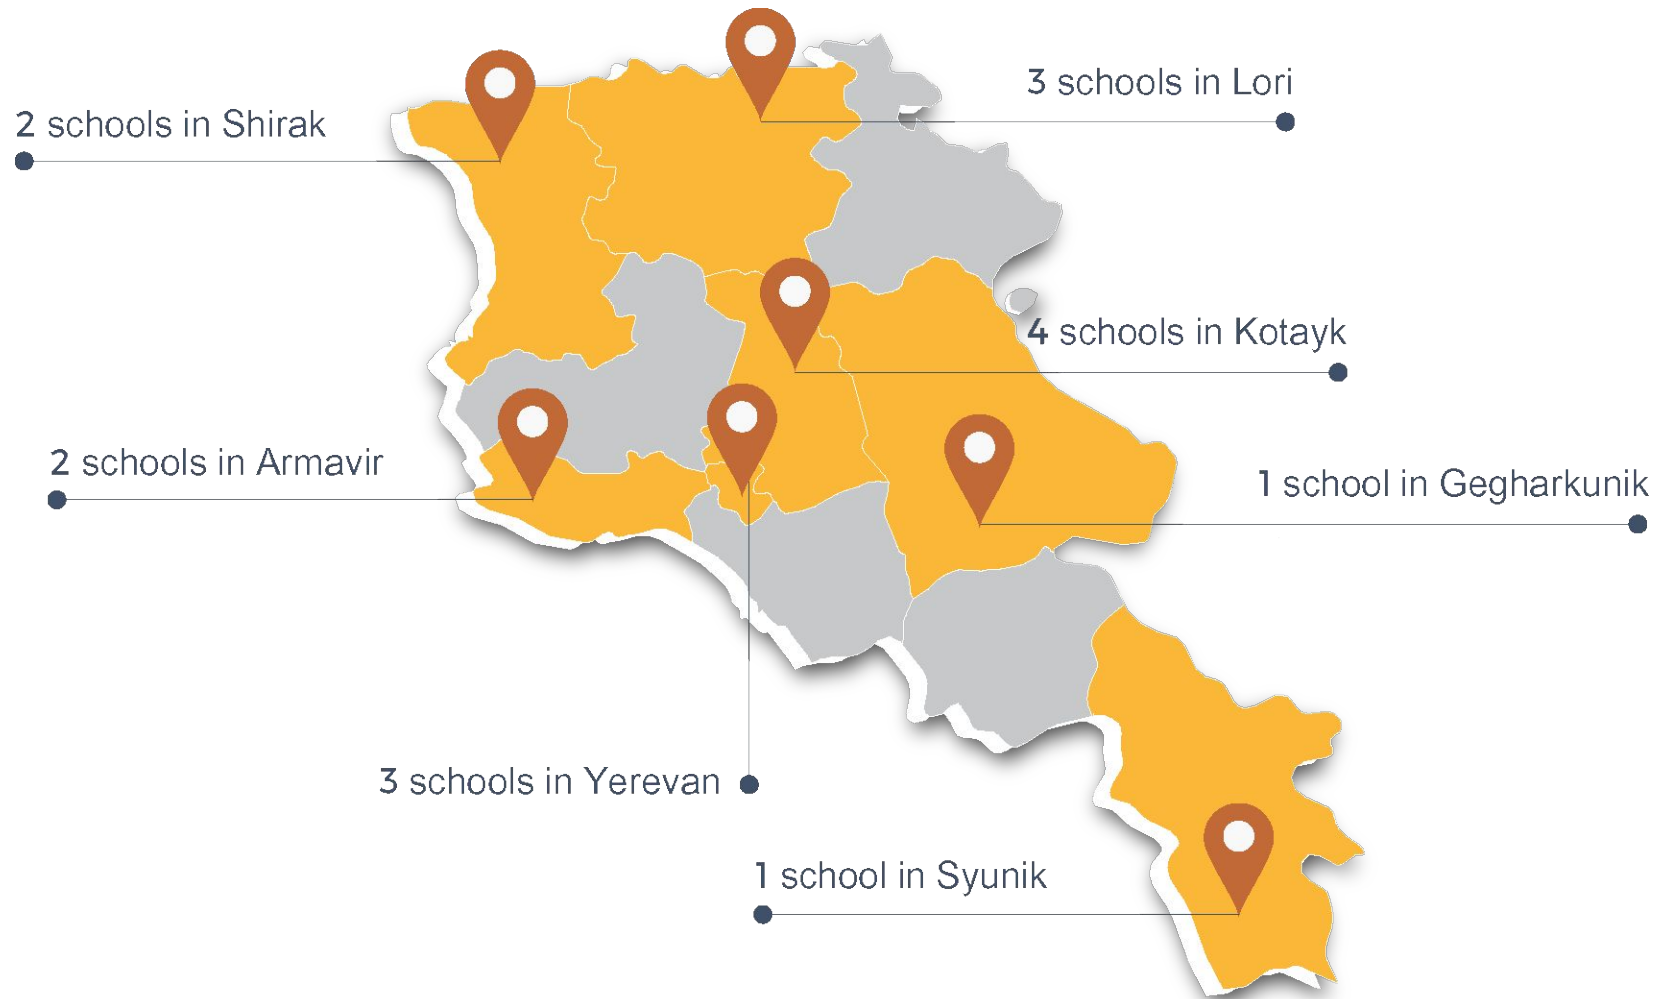 3 schools in Lori
2 schools in Shirak
4 schools in Kotayk
2 schools in Armavir
1 school in Gegharkunik
3 schools in Yerevan
1 school in Syunik